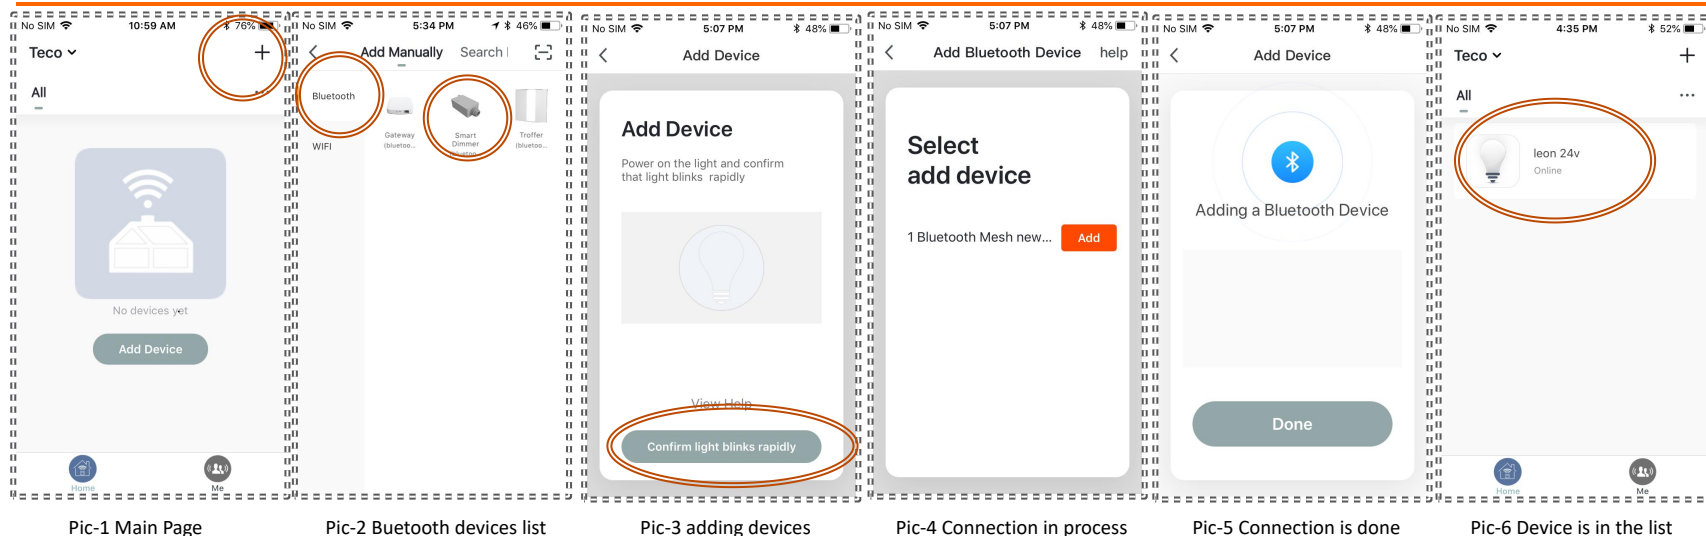 No SIM 10:59 AM 76%
Teco
All
No devices yet
Add Device
Home
Me
Pic-1 Main Page
No SIM 5:34 PM 46%
Add Manually Search
Bluetooth
WIFI
Gateway
(bluetoo...
Smart
Dimmer
Troffer
(bluetoo...
Pic-2 Buetooth devices list
No SIM 5:07 PM 48%
Add Device
Add Device
Power on the light and confirm
that light blinks rapidly
View Help
Confirm light blinks rapidly
Pic-3 adding devices
No SIM 5:07 PM 48%
Add Bluetooth Device help
Select
add device
1 Bluetooth Mesh new... Add
Pic-4 Connection in process
No SIM 5:07 PM 48%
Add Device
Adding a Bluetooth Device
Done
Pic-5 Connection is done
No SIM 4:35 PM 52%
Teco
All
leon 24v
Online
Home
Me
Pic-6 Device is in the list